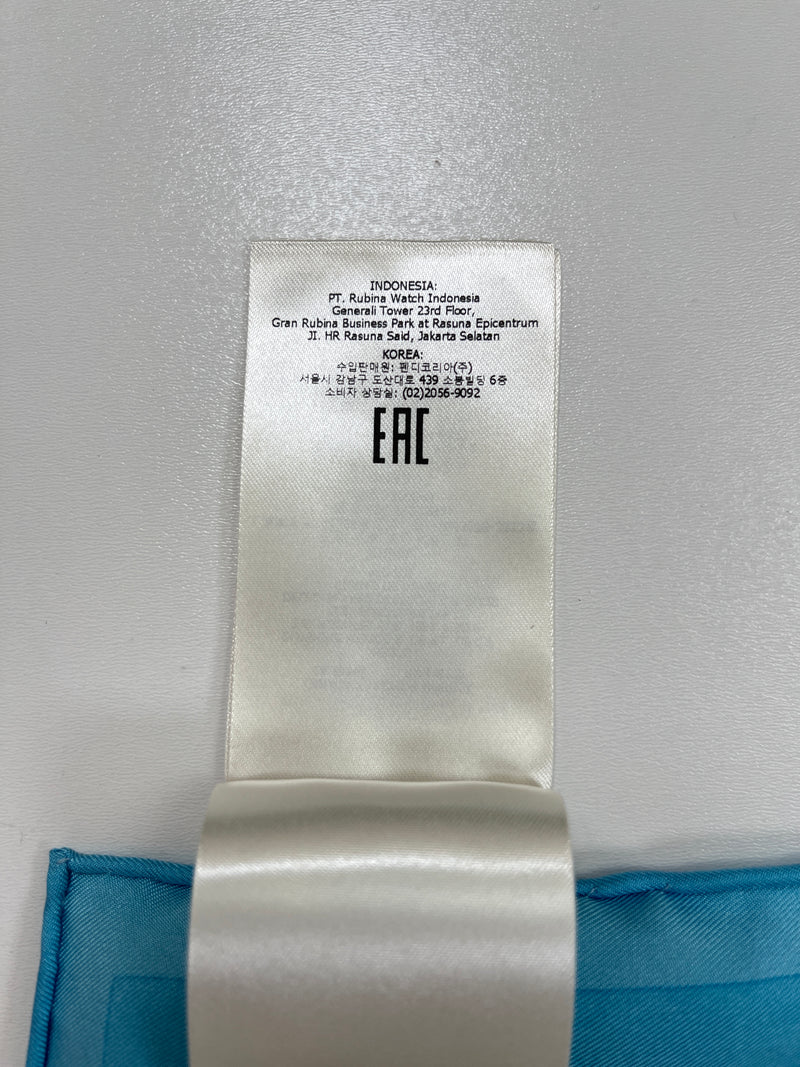 INDONESIA:
PT. Rubina Watch Indonesia
Generali Tower 23rd Floor,
Gran Rubina Business Park at Rasuna Epicentrum
JI. HR Rasuna Said, Jakarta Selatan
KOREA:
수입판매원: 펜디코리아(주)
서울시 강남구 도산대로 439 소봄빌딩 6층
소비자 상담실: (02)2056-9092
EAC